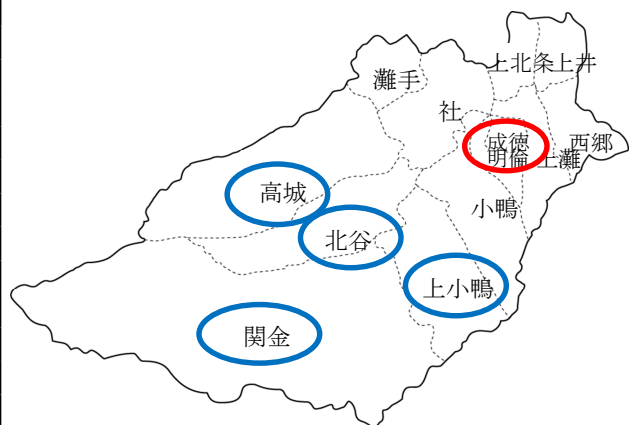 上北条
上井
灘手
社
成徳
明倫
上灘
西郷
高城
小鴨
北谷
上小鴨
関金